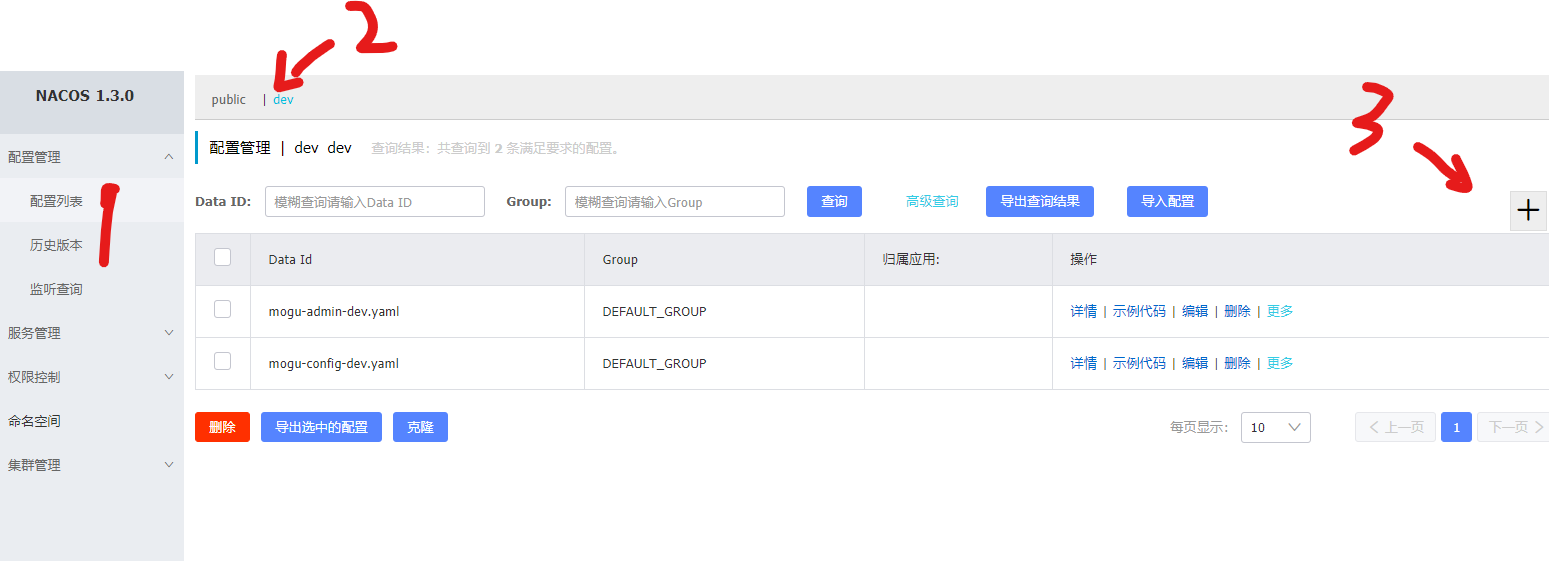 2
NACOS 1.3.0
public | dev
3
配置管理
配置管理 | dev dev 查询结果：共查询到 2 条满足要求的配置。
配置列表
1
Data ID: 模糊查询请输入Data ID Group: 模糊查询请输入Group 查询 高级查询 导出查询结果 导入配置 +
历史版本
监听查询
服务管理
权限控制
命名空间
集群管理
Data Id Group 归属应用: 操作
mogu-admin-dev.yaml DEFAULT_GROUP 详情 | 示例代码 | 编辑 | 删除 | 更多
mogu-config-dev.yaml DEFAULT_GROUP 详情 | 示例代码 | 编辑 | 删除 | 更多
删除 导出选中的配置 克隆 每页显示: 10 < 上一页 1 下一页 >